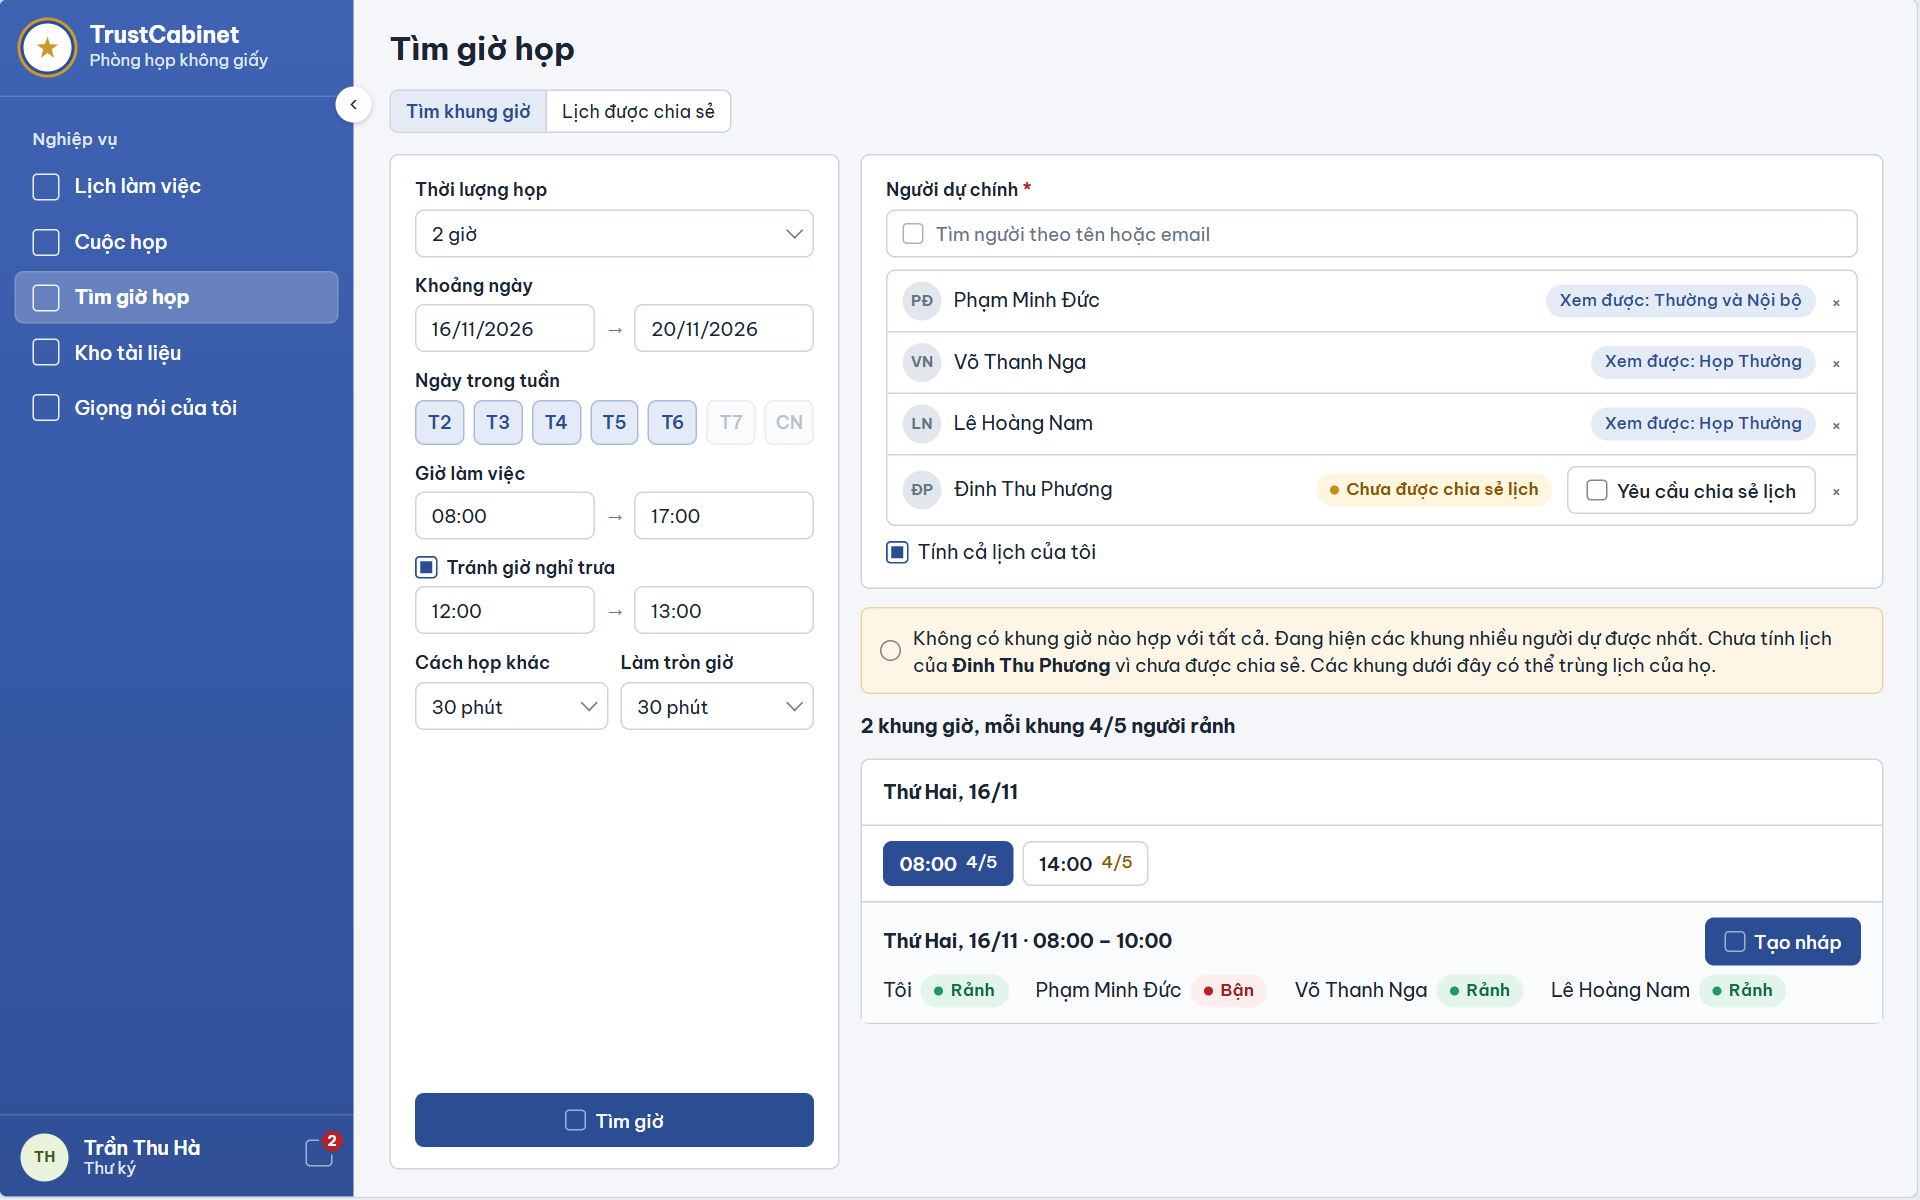 TrustCabinet
Phòng họp không giấy
Nghiệp vụ
Lịch làm việc
Cuộc họp
Tìm giờ họp
Kho tài liệu
Giọng nói của tôi
TH
Trần Thu Hà
Thư ký
2
Tìm giờ họp
Tìm khung giờ
Lịch được chia sẻ
Thời lượng họp
2 giờ
Khoảng ngày
16/11/2026 → 20/11/2026
Ngày trong tuần
T2 T3 T4 T5 T6 T7 CN
Giờ làm việc
08:00 → 17:00
Tránh giờ nghỉ trưa
12:00 → 13:00
Cách họp khác
Làm tròn giờ
30 phút
30 phút
Tìm giờ
Người dự chính *
Tìm người theo tên hoặc email
PĐ Phạm Minh Đức Xem được: Thường và Nội bộ ×
VN Võ Thanh Nga Xem được: Họp Thường ×
LN Lê Hoàng Nam Xem được: Họp Thường ×
ĐP Đinh Thu Phương Chưa được chia sẻ lịch Yêu cầu chia sẻ lịch ×
Tính cả lịch của tôi
Không có khung giờ nào hợp với tất cả. Đang hiện các khung nhiều người dự được nhất. Chưa tính lịch
của Đinh Thu Phương vì chưa được chia sẻ. Các khung dưới đây có thể trùng lịch của họ.
2 khung giờ, mỗi khung 4/5 người rảnh
Thứ Hai, 16/11
08:00 4/5
14:00 4/5
Thứ Hai, 16/11 · 08:00 – 10:00
Tạo nháp
Tôi Rảnh Phạm Minh Đức Bận Võ Thanh Nga Rảnh Lê Hoàng Nam Rảnh